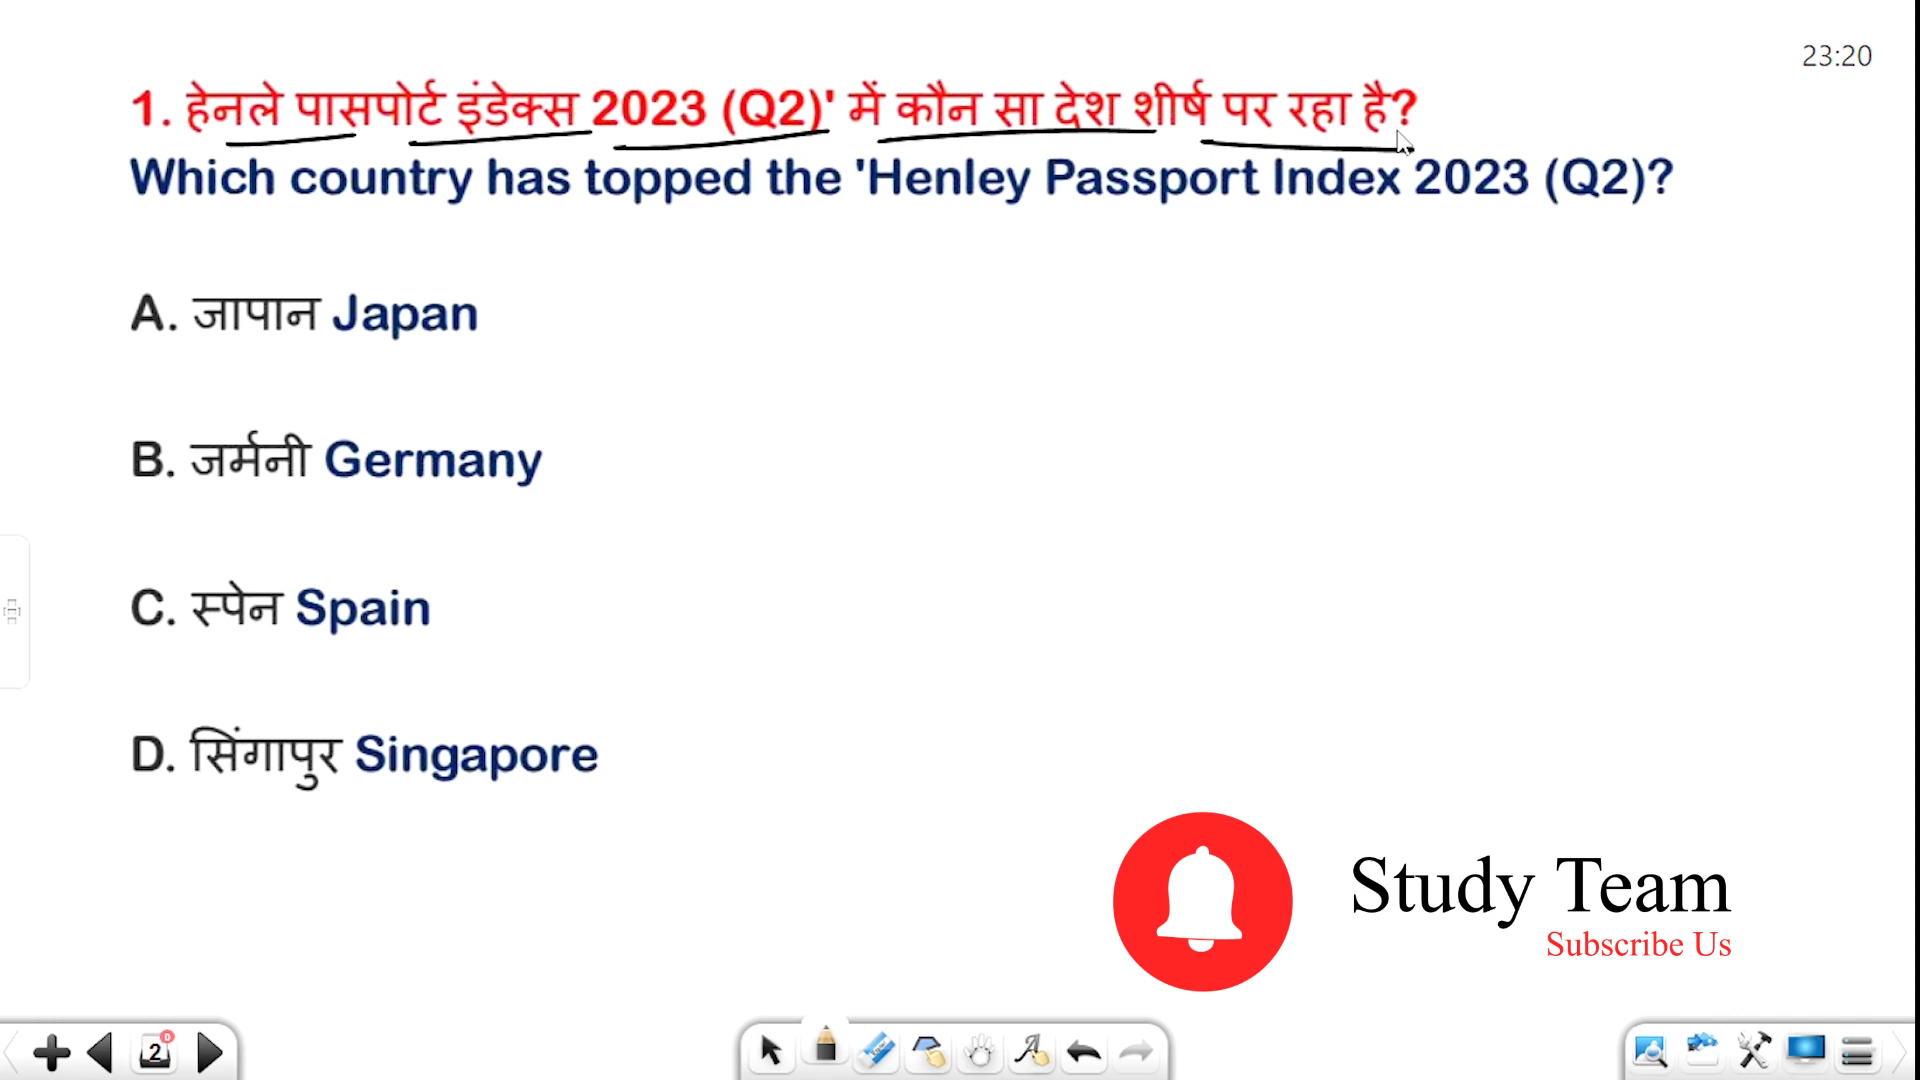 23:20
1. हेनले पासपोर्ट इंडेक्स 2023 (Q2)' में कौन सा देश शीर्ष पर रहा है?
Which country has topped the 'Henley Passport Index 2023 (Q2)?
A. जापान Japan
B. जर्मनी Germany
C. स्पेन Spain
D. सिंगापुर Singapore
Study Team
Subscribe Us
0
2